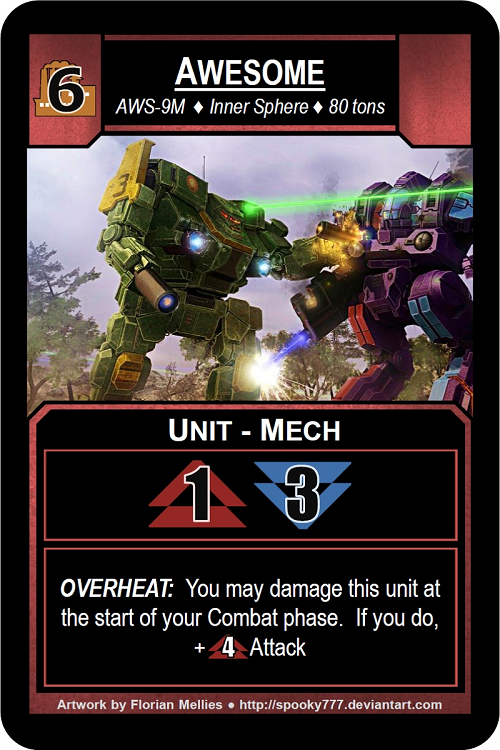 6
AWESOME
AWS-9M ♦ Inner Sphere ♦ 80 tons
3
UNIT - MECH
1 3
OVERHEAT: You may damage this unit at
the start of your Combat phase. If you do,
+ 4 Attack
Artwork by Florian Mellies ● http://spooky777.deviantart.com